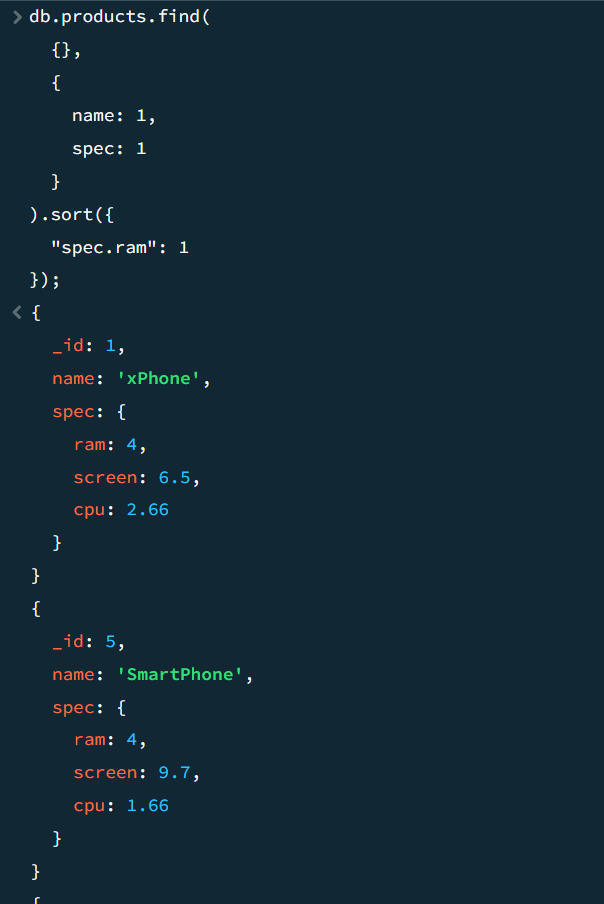 > db.products.find(
{},
{
name: 1,
spec: 1
}
).sort({
"spec.ram": 1
});
< {
_id: 1,
name: 'xPhone',
spec: {
ram: 4,
screen: 6.5,
cpu: 2.66
}
}
{
_id: 5,
name: 'SmartPhone',
spec: {
ram: 4,
screen: 9.7,
cpu: 1.66
}
}
{